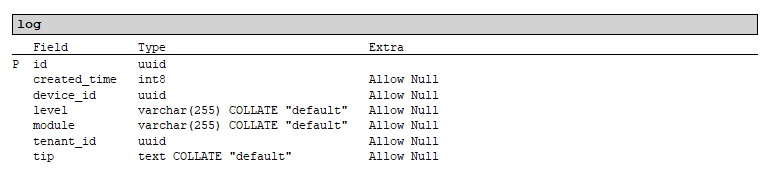 log
Field Type Extra
P id uuid
created_time int8 Allow Null
device_id uuid Allow Null
level varchar(255) COLLATE "default" Allow Null
module varchar(255) COLLATE "default" Allow Null
tenant_id uuid Allow Null
tip text COLLATE "default" Allow Null